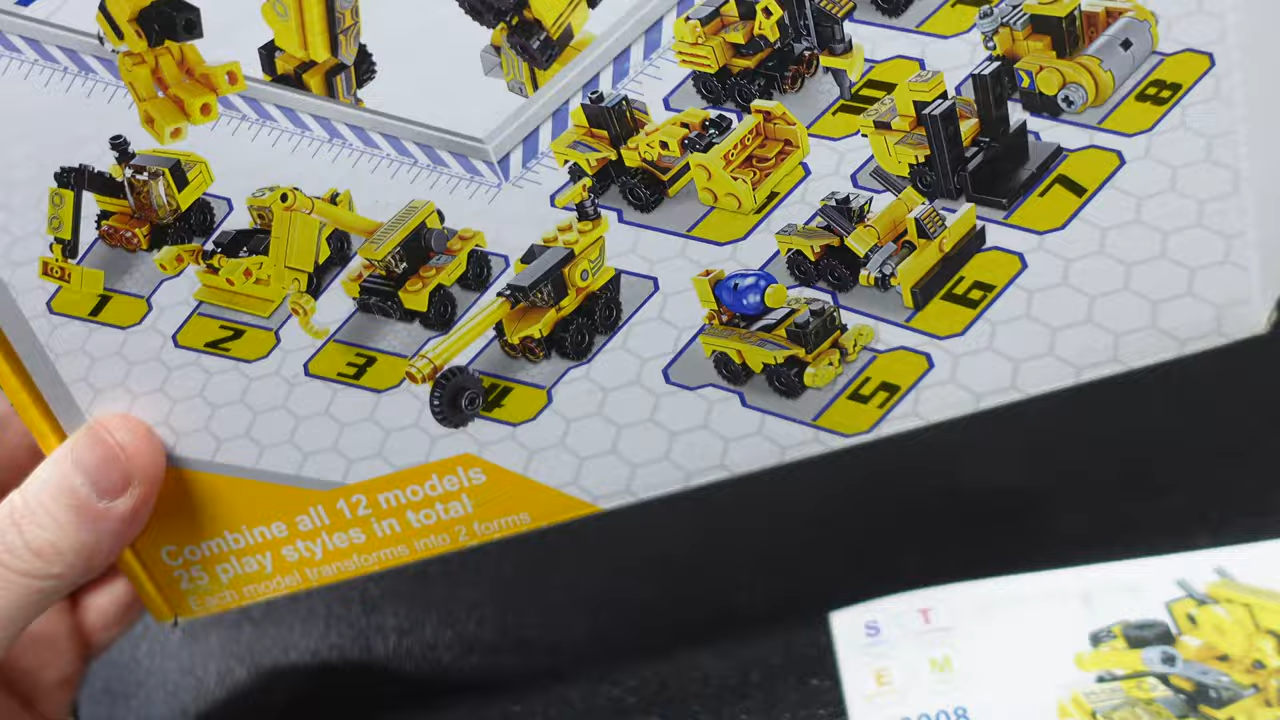 10
8
7
6
1
2
3
4
5
Combine all 12 models
25 play styles in total
Each model transforms into 2 forms
S T
E M